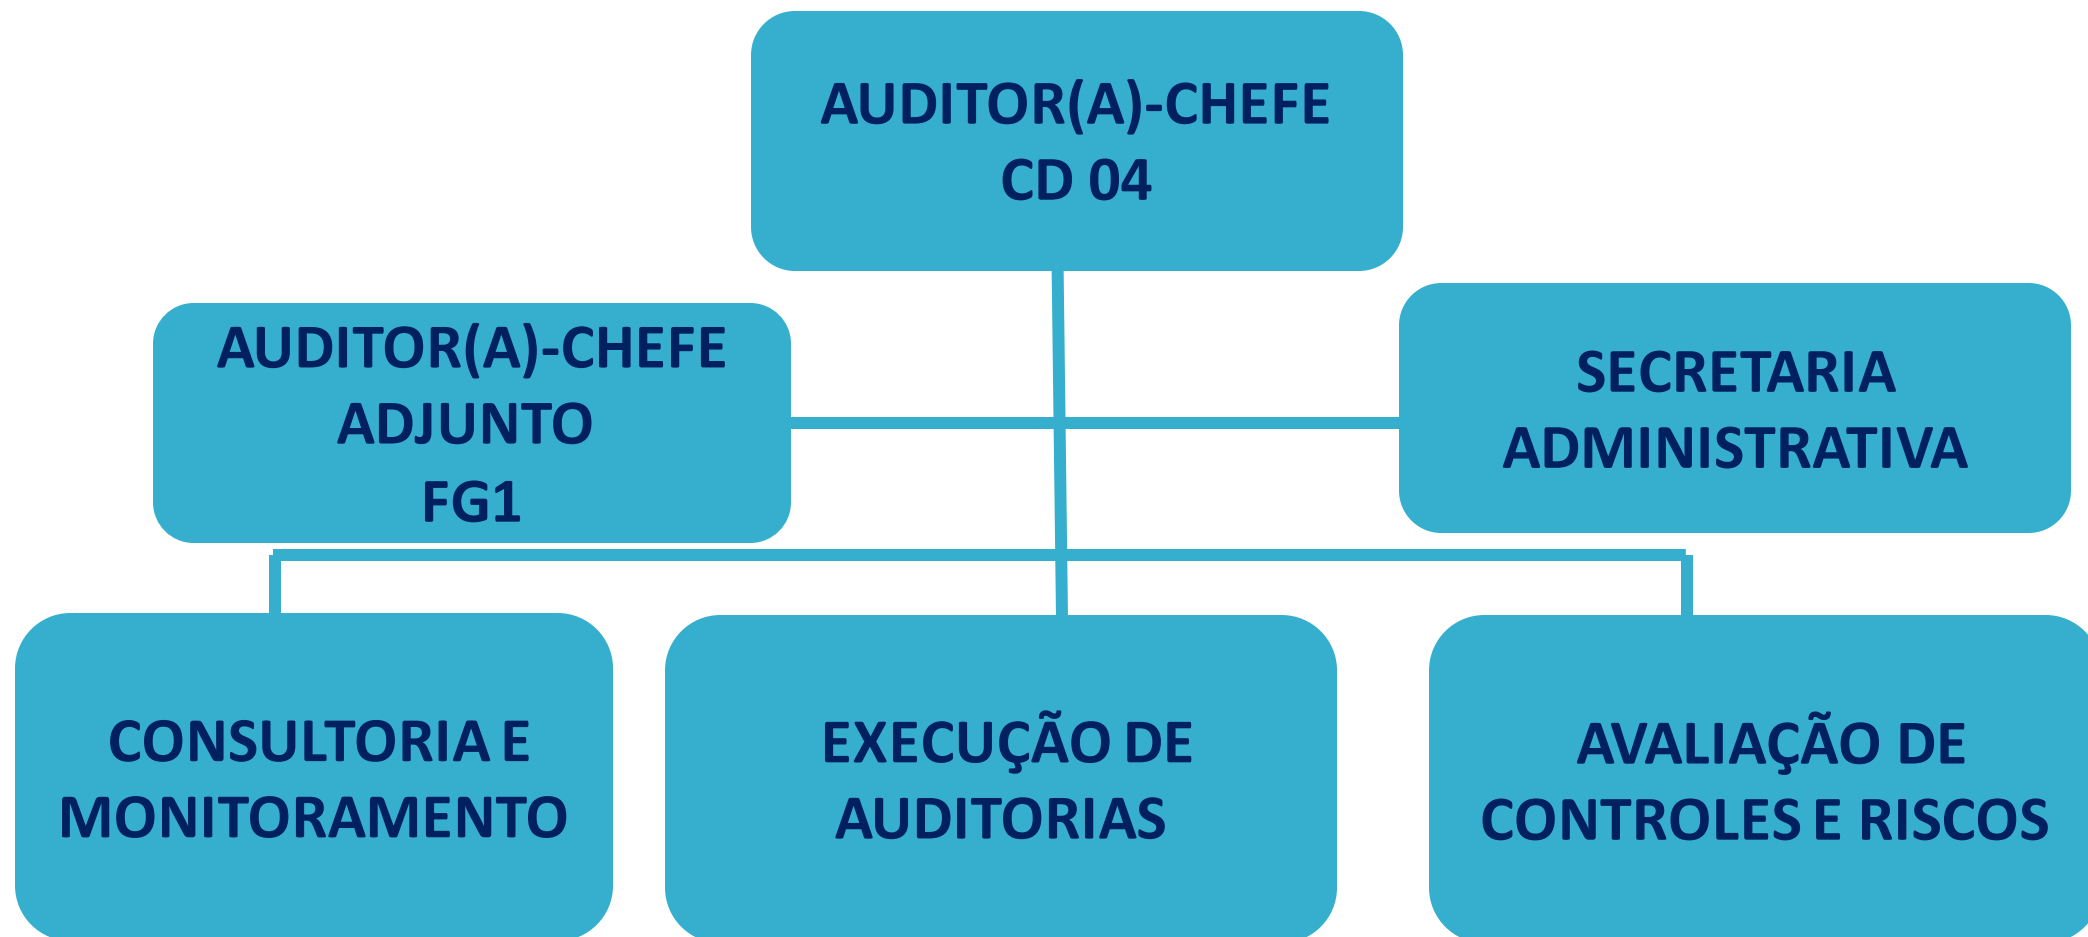 AUDITOR(A)-CHEFE
CD 04
AUDITOR(A)-CHEFE
ADJUNTO
FG1
SECRETARIA
ADMINISTRATIVA
CONSULTORIA E
MONITORAMENTO
EXECUÇÃO DE
AUDITORIAS
AVALIAÇÃO DE
CONTROLES E RISCOS